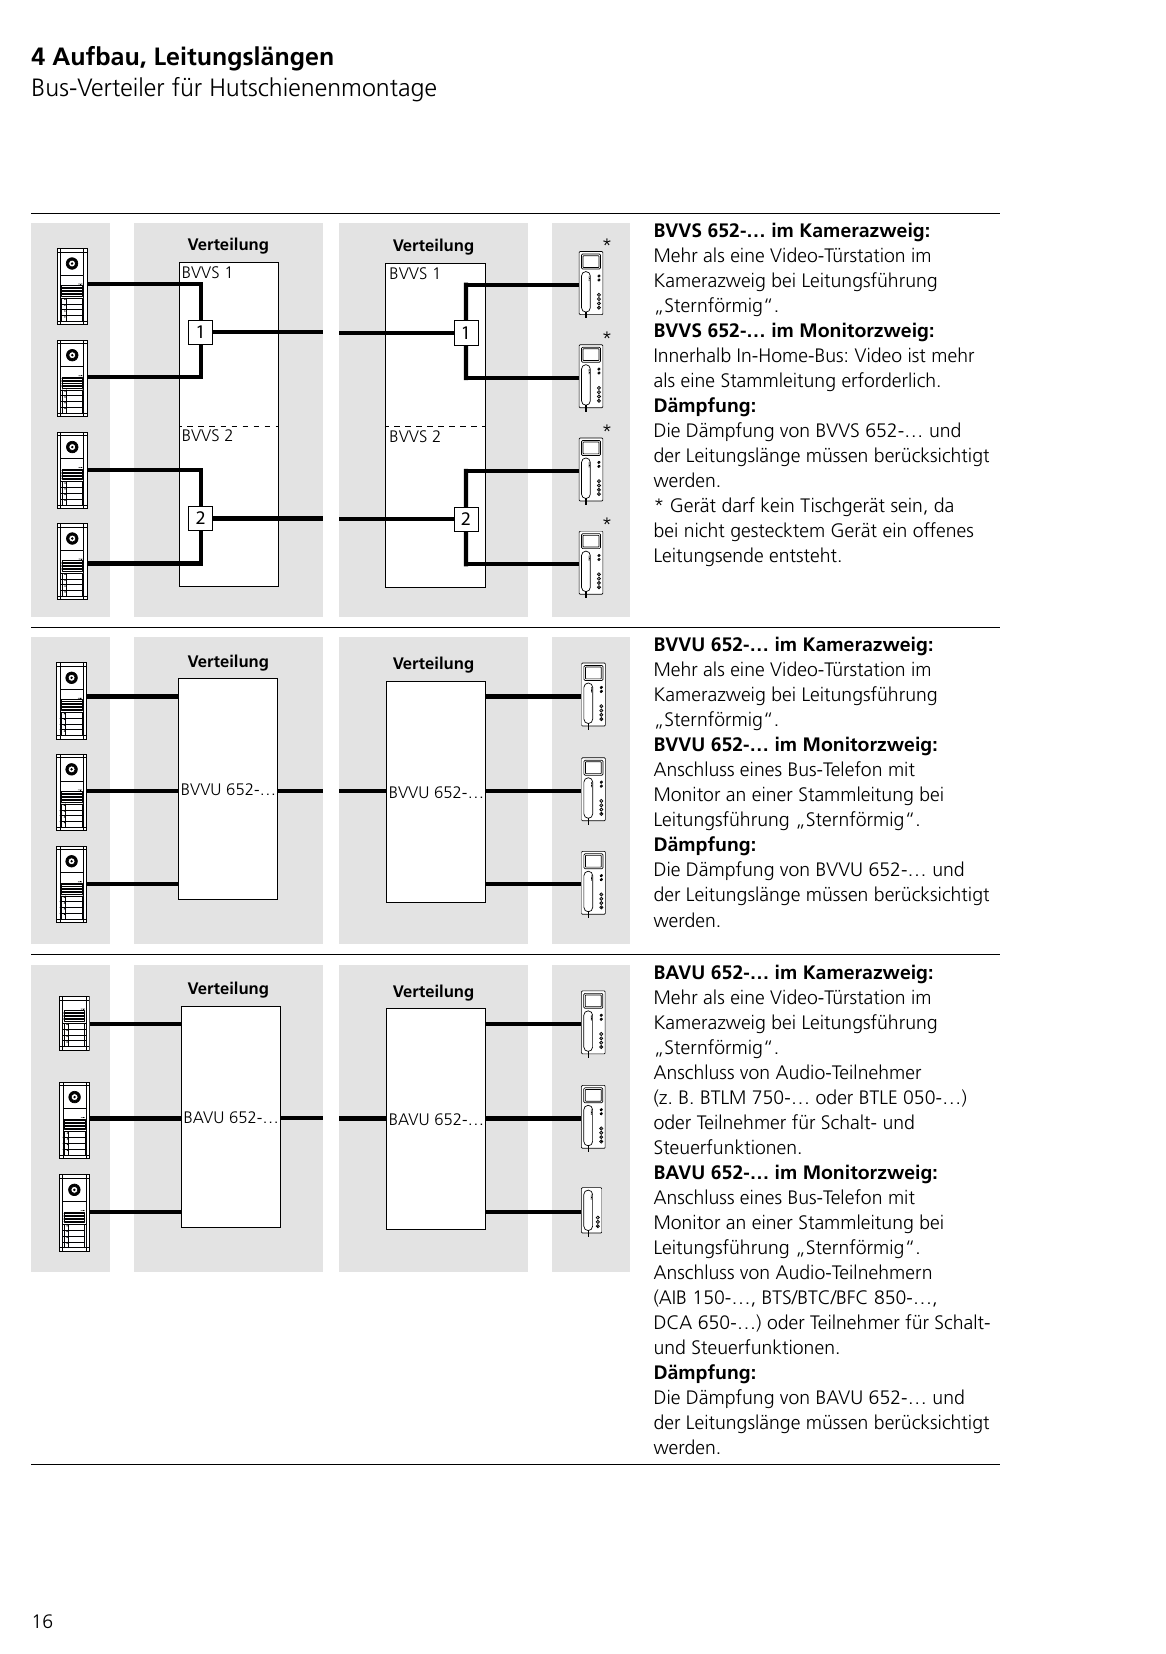 4 Aufbau, Leitungslängen
Bus-Verteiler für Hutschienenmontage
Verteilung
BVVS 1
1
BVVS 2
2
Verteilung
BVVS 1
1
BVVS 2
2
*
*
*
*
BVVS 652-… im Kamerazweig:
Mehr als eine Video-Türstation im
Kamerazweig bei Leitungsführung
„Sternförmig“.
BVVS 652-… im Monitorzweig:
Innerhalb In-Home-Bus: Video ist mehr
als eine Stammleitung erforderlich.
Dämpfung:
Die Dämpfung von BVVS 652-… und
der Leitungslänge müssen berücksichtigt
werden.
* Gerät darf kein Tischgerät sein, da
bei nicht gestecktem Gerät ein offenes
Leitungsende entsteht.
Verteilung
BVVU 652-…
Verteilung
BVVU 652-…
BVVU 652-… im Kamerazweig:
Mehr als eine Video-Türstation im
Kamerazweig bei Leitungsführung
„Sternförmig“.
BVVU 652-… im Monitorzweig:
Anschluss eines Bus-Telefon mit
Monitor an einer Stammleitung bei
Leitungsführung „Sternförmig“.
Dämpfung:
Die Dämpfung von BVVU 652-… und
der Leitungslänge müssen berücksichtigt
werden.
Verteilung
BAVU 652-…
Verteilung
BAVU 652-…
BAVU 652-… im Kamerazweig:
Mehr als eine Video-Türstation im
Kamerazweig bei Leitungsführung
„Sternförmig“.
Anschluss von Audio-Teilnehmer
(z. B. BTLM 750-… oder BTLE 050-…)
oder Teilnehmer für Schalt- und
Steuerfunktionen.
BAVU 652-… im Monitorzweig:
Anschluss eines Bus-Telefon mit
Monitor an einer Stammleitung bei
Leitungsführung „Sternförmig“.
Anschluss von Audio-Teilnehmern
(AIB 150-…, BTS/BTC/BFC 850-…,
DCA 650-…) oder Teilnehmer für Schalt-
und Steuerfunktionen.
Dämpfung:
Die Dämpfung von BAVU 652-… und
der Leitungslänge müssen berücksichtigt
werden.
16